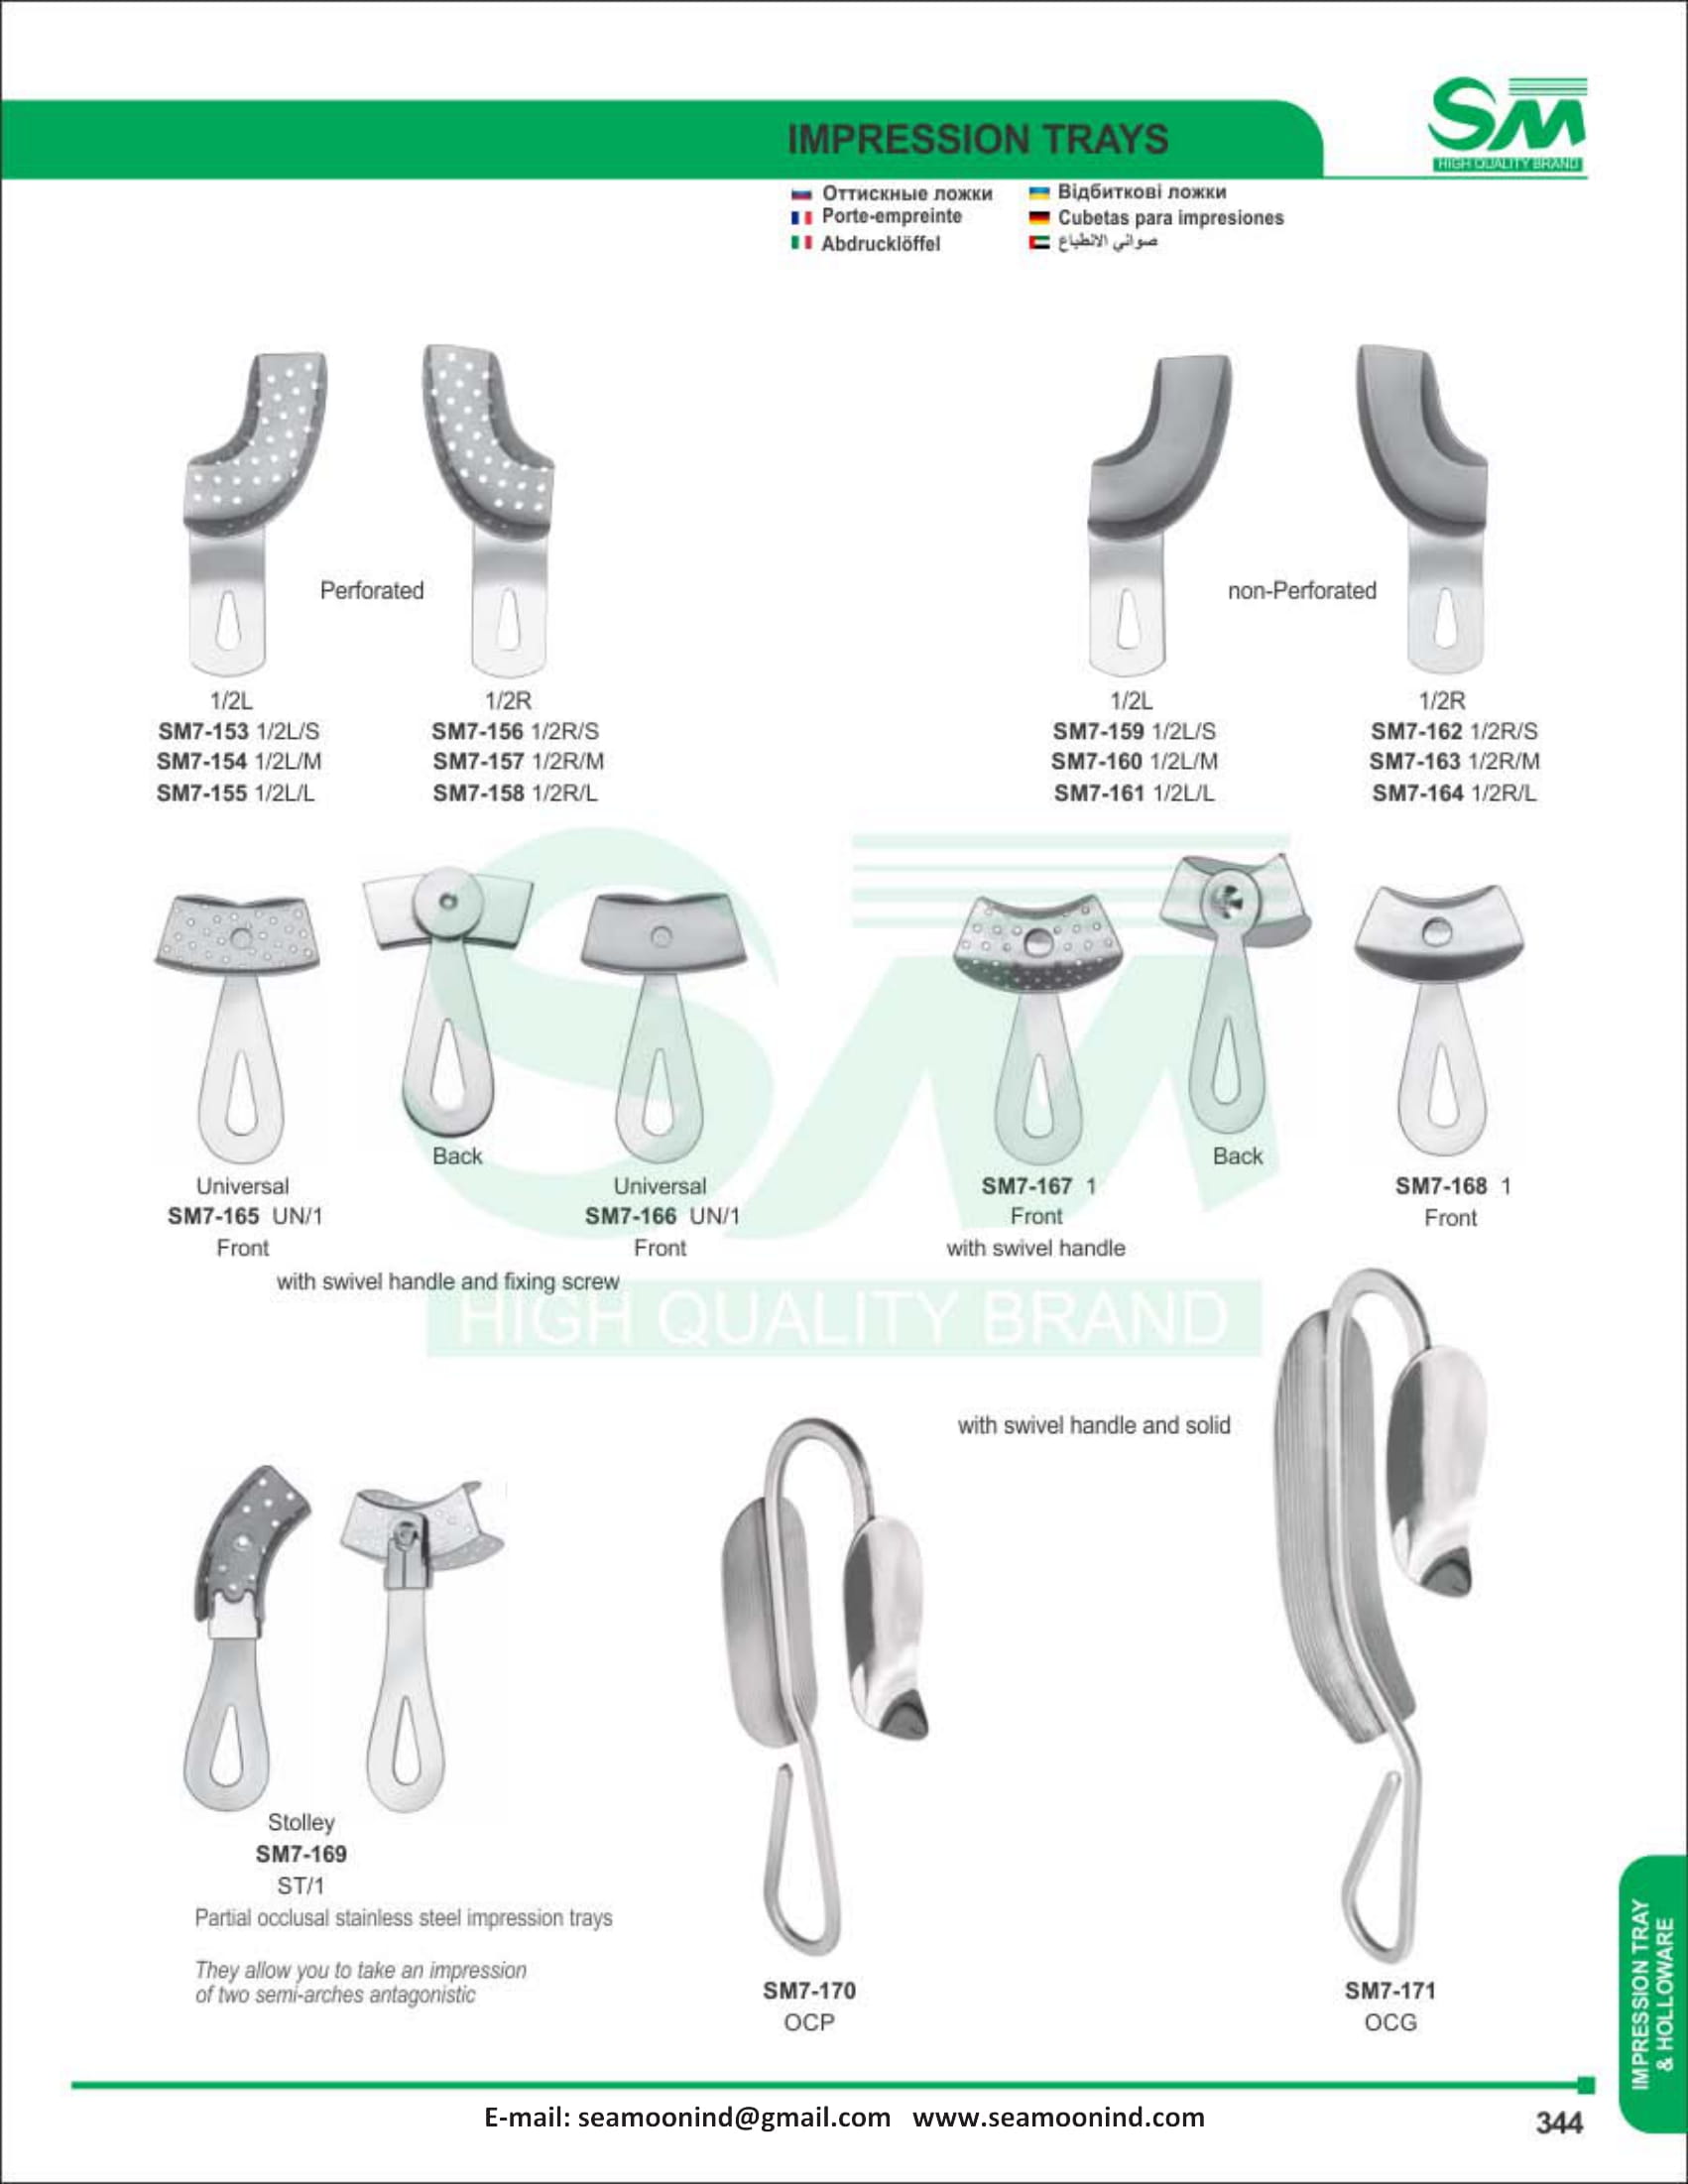 IMPRESSION TRAYS
SM
HIGH QUALITY BRAND
Оттискные ложки
Porte-empreinte
Abdrucklöffel
Відбиткові ложки
Cubetas para impresiones
صواني الانطباع
Perforated
non-Perforated
1/2L
SM7-153 1/2L/S
SM7-154 1/2L/M
SM7-155 1/2L/L
1/2R
SM7-156 1/2R/S
SM7-157 1/2R/M
SM7-158 1/2R/L
1/2L
SM7-159 1/2L/S
SM7-160 1/2L/M
SM7-161 1/2L/L
1/2R
SM7-162 1/2R/S
SM7-163 1/2R/M
SM7-164 1/2R/L
Universal
SM7-165 UN/1
Front
Back
Universal
SM7-166 UN/1
Front
with swivel handle and fixing screw
SM7-167 1
Front
with swivel handle
Back
SM7-168 1
Front
SM
HIGH QUALITY BRAND
with swivel handle and solid
Stolley
SM7-169
ST/1
Partial occlusal stainless steel impression trays
They allow you to take an impression
of two semi-arches antagonistic
SM7-170
OCP
SM7-171
OCG
IMPRESSION TRAY
& HOLLOWARE
E-mail: seamoonind@gmail.com www.seamoonind.com
344